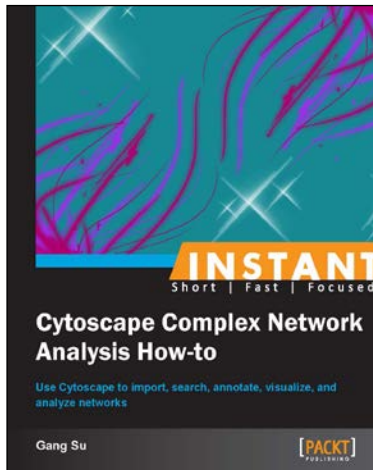 INSTANT
Short | Fast | Focused
Cytoscape Complex Network
Analysis How-to
Use Cytoscape to import, search, annotate, visualize, and
analyze networks
Gang Su
[PACKT]
PUBLISHING